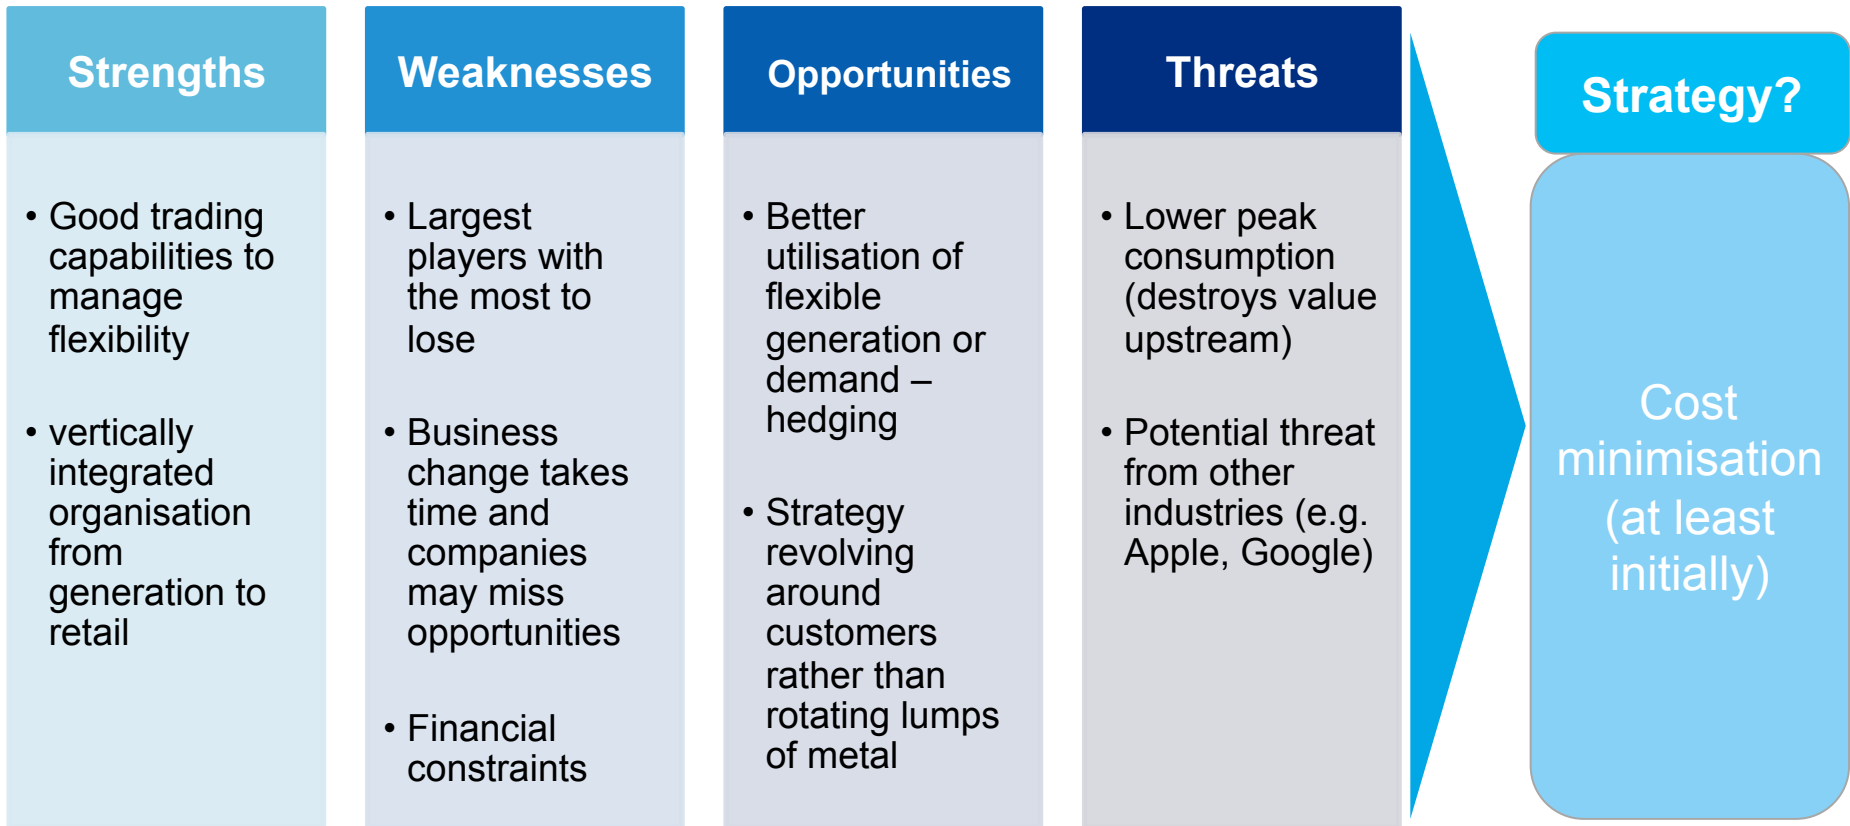 Strengths
• Good trading
capabilities to
manage
flexibility
• vertically
integrated
organisation
from
generation to
retail
Weaknesses
• Largest
players with
the most to
lose
• Business
change takes
time and
companies
may miss
opportunities
• Financial
constraints
Opportunities
• Better
utilisation of
flexible
generation or
demand –
hedging
• Strategy
revolving
around
customers
rather than
rotating lumps
of metal
Threats
• Lower peak
consumption
(destroys value
upstream)
• Potential threat
from other
industries (e.g.
Apple, Google)
Strategy?
Cost
minimisation
(at least
initially)